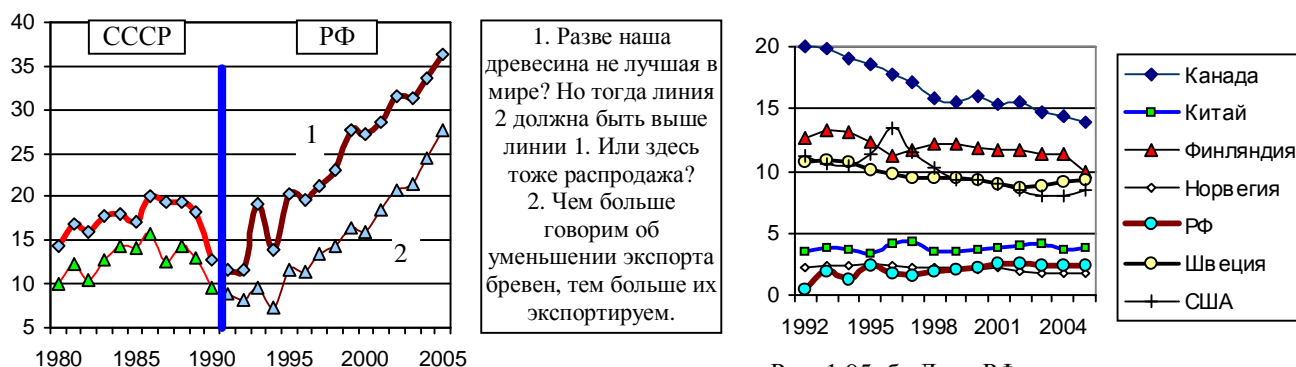 40
35
30
25
20
15
10
5
СССР
РФ
1
2
1980 1985 1990 1995 2000 2005
1. Разве наша
древесина не лучшая в
мире? Но тогда линия
2 должна быть выше
линии 1. Или здесь
тоже распродажа?
2. Чем больше
говорим об
уменьшении экспорта
бревен, тем больше их
экспортируем.
20
15
10
5
0
1992 1995 1998 2001 2004
Канада
Китай
Финляндия
Норвегия
РФ
Швеция
США